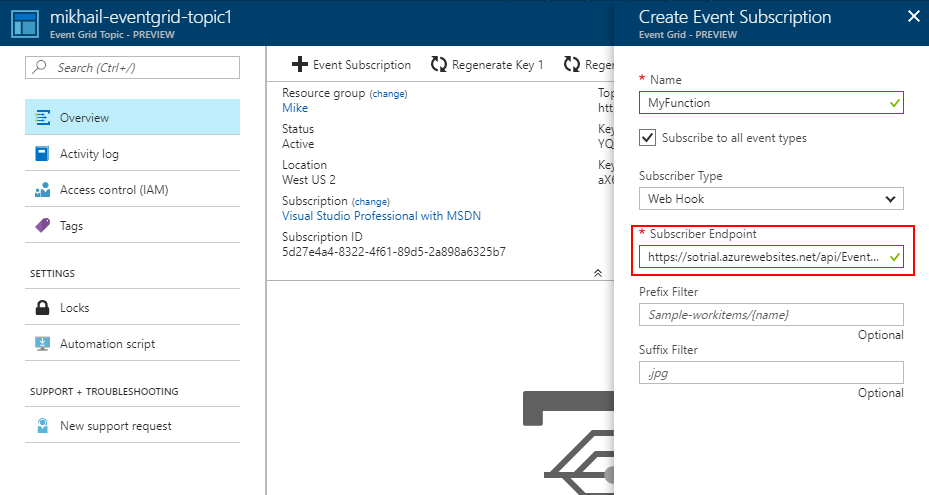 mikhail-eventgrid-topic1
Event Grid Topic - PREVIEW
Search (Ctrl+/)
Overview
Activity log
Access control (IAM)
Tags
SETTINGS
Locks
Automation script
SUPPORT + TROUBLESHOOTING
New support request
Event Subscription
Regenerate Key 1
Rege
Resource group (change)
Mike
Status
Active
Location
West US 2
Subscription (change)
Visual Studio Professional with MSDN
Subscription ID
5d27e4a4-8322-4f61-89d5-2a898a6325b7
Top
htt
Key
YQ
Key
aX6
Create Event Subscription
Event Grid - PREVIEW
* Name
MyFunction
Subscribe to all event types
Subscriber Type
Web Hook
* Subscriber Endpoint
https://sotrial.azurewebsites.net/api/Event...
Prefix Filter
Sample-workitems/{name}
Optional
Suffix Filter
.jpg
Optional